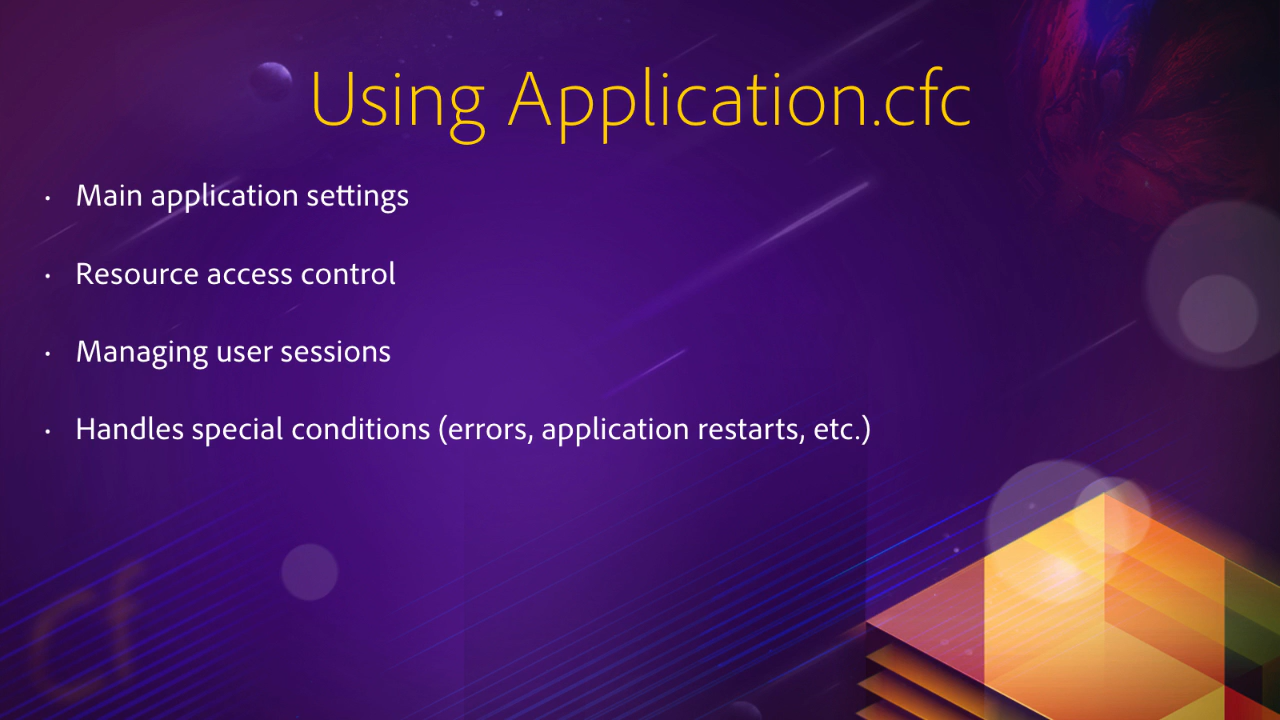 Using Application.cfc
· Main application settings
· Resource access control
· Managing user sessions
· Handles special conditions (errors, application restarts, etc.)
Cf